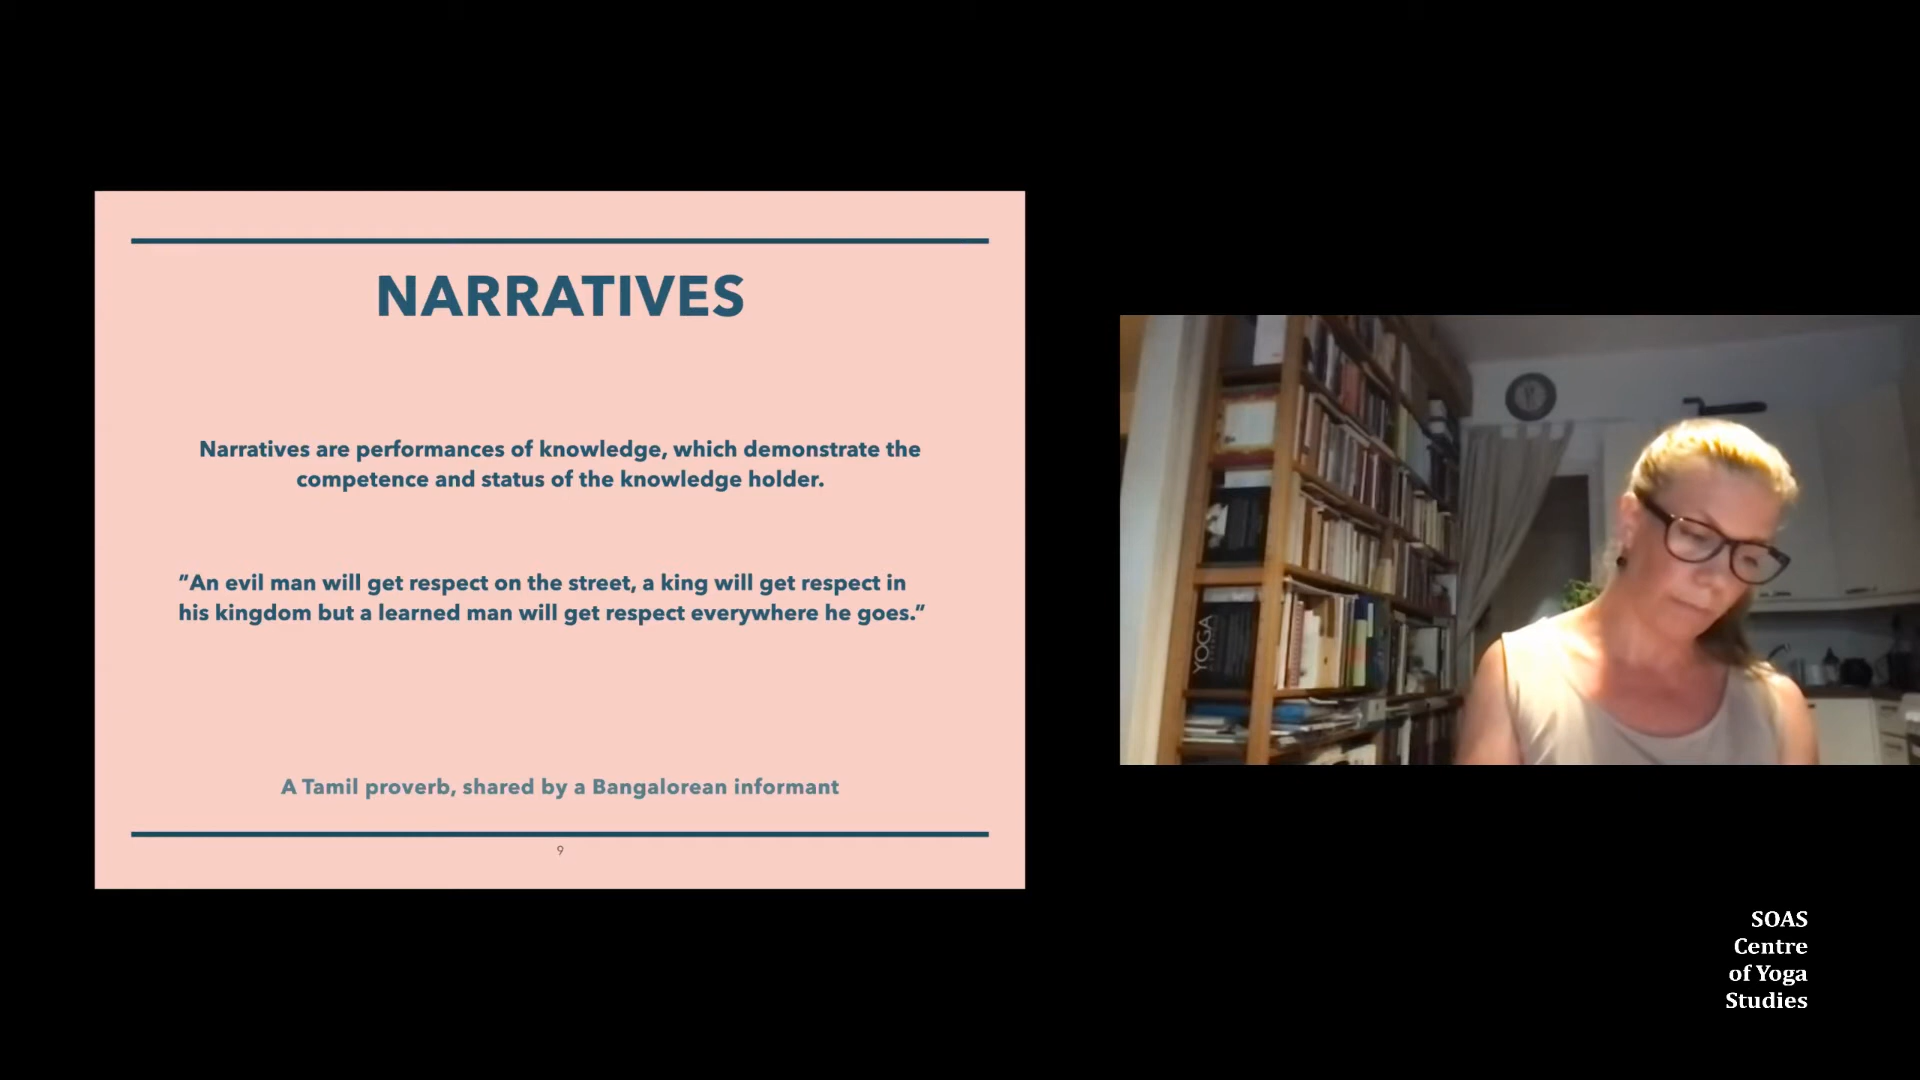 NARRATIVES
Narratives are performances of knowledge, which demonstrate the
competence and status of the knowledge holder.
"An evil man will get respect on the street, a king will get respect in
his kingdom but a learned man will get respect everywhere he goes."
A Tamil proverb, shared by a Bangalorean informant
9
YOGA
SOAS
Centre
of Yoga
Studies